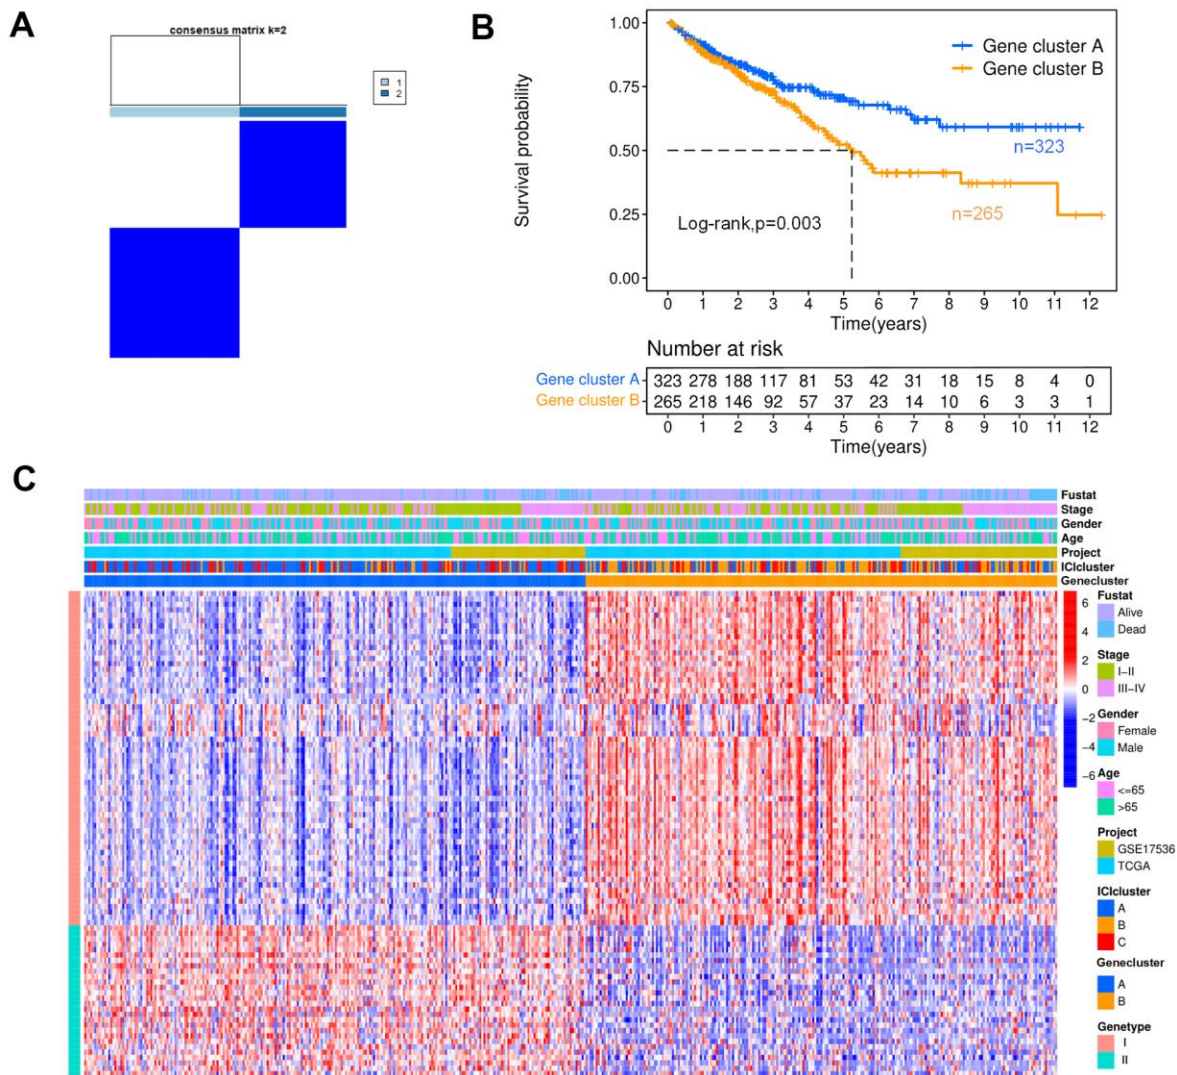 A
consensus matrix k=2
1
2
B
Survival probability
1.00
0.75
0.50
0.25
0.00
Gene cluster A
Gene cluster B
n=323
n=265
Log-rank,p=0.003
0 1 2 3 4 5 6 7 8 9 10 11 12
Time(years)
Number at risk
Gene cluster A 323 278 188 117 81 53 42 31 18 15 8 4 0
Gene cluster B 265 218 146 92 57 37 23 14 10 6 3 3 1
0 1 2 3 4 5 6 7 8 9 10 11 12
Time(years)
C
Fustat
Stage
Gender
Age
Project
ICIcluster
Genecluster
6
4
2
0
−2
−4
−6
Fustat
Alive
Dead
Stage
I−II
III−IV
Gender
Female
Male
Age
<=65
>65
Project
GSE17536
TCGA
ICIcluster
A
B
C
Genecluster
A
B
Genetype
I
II